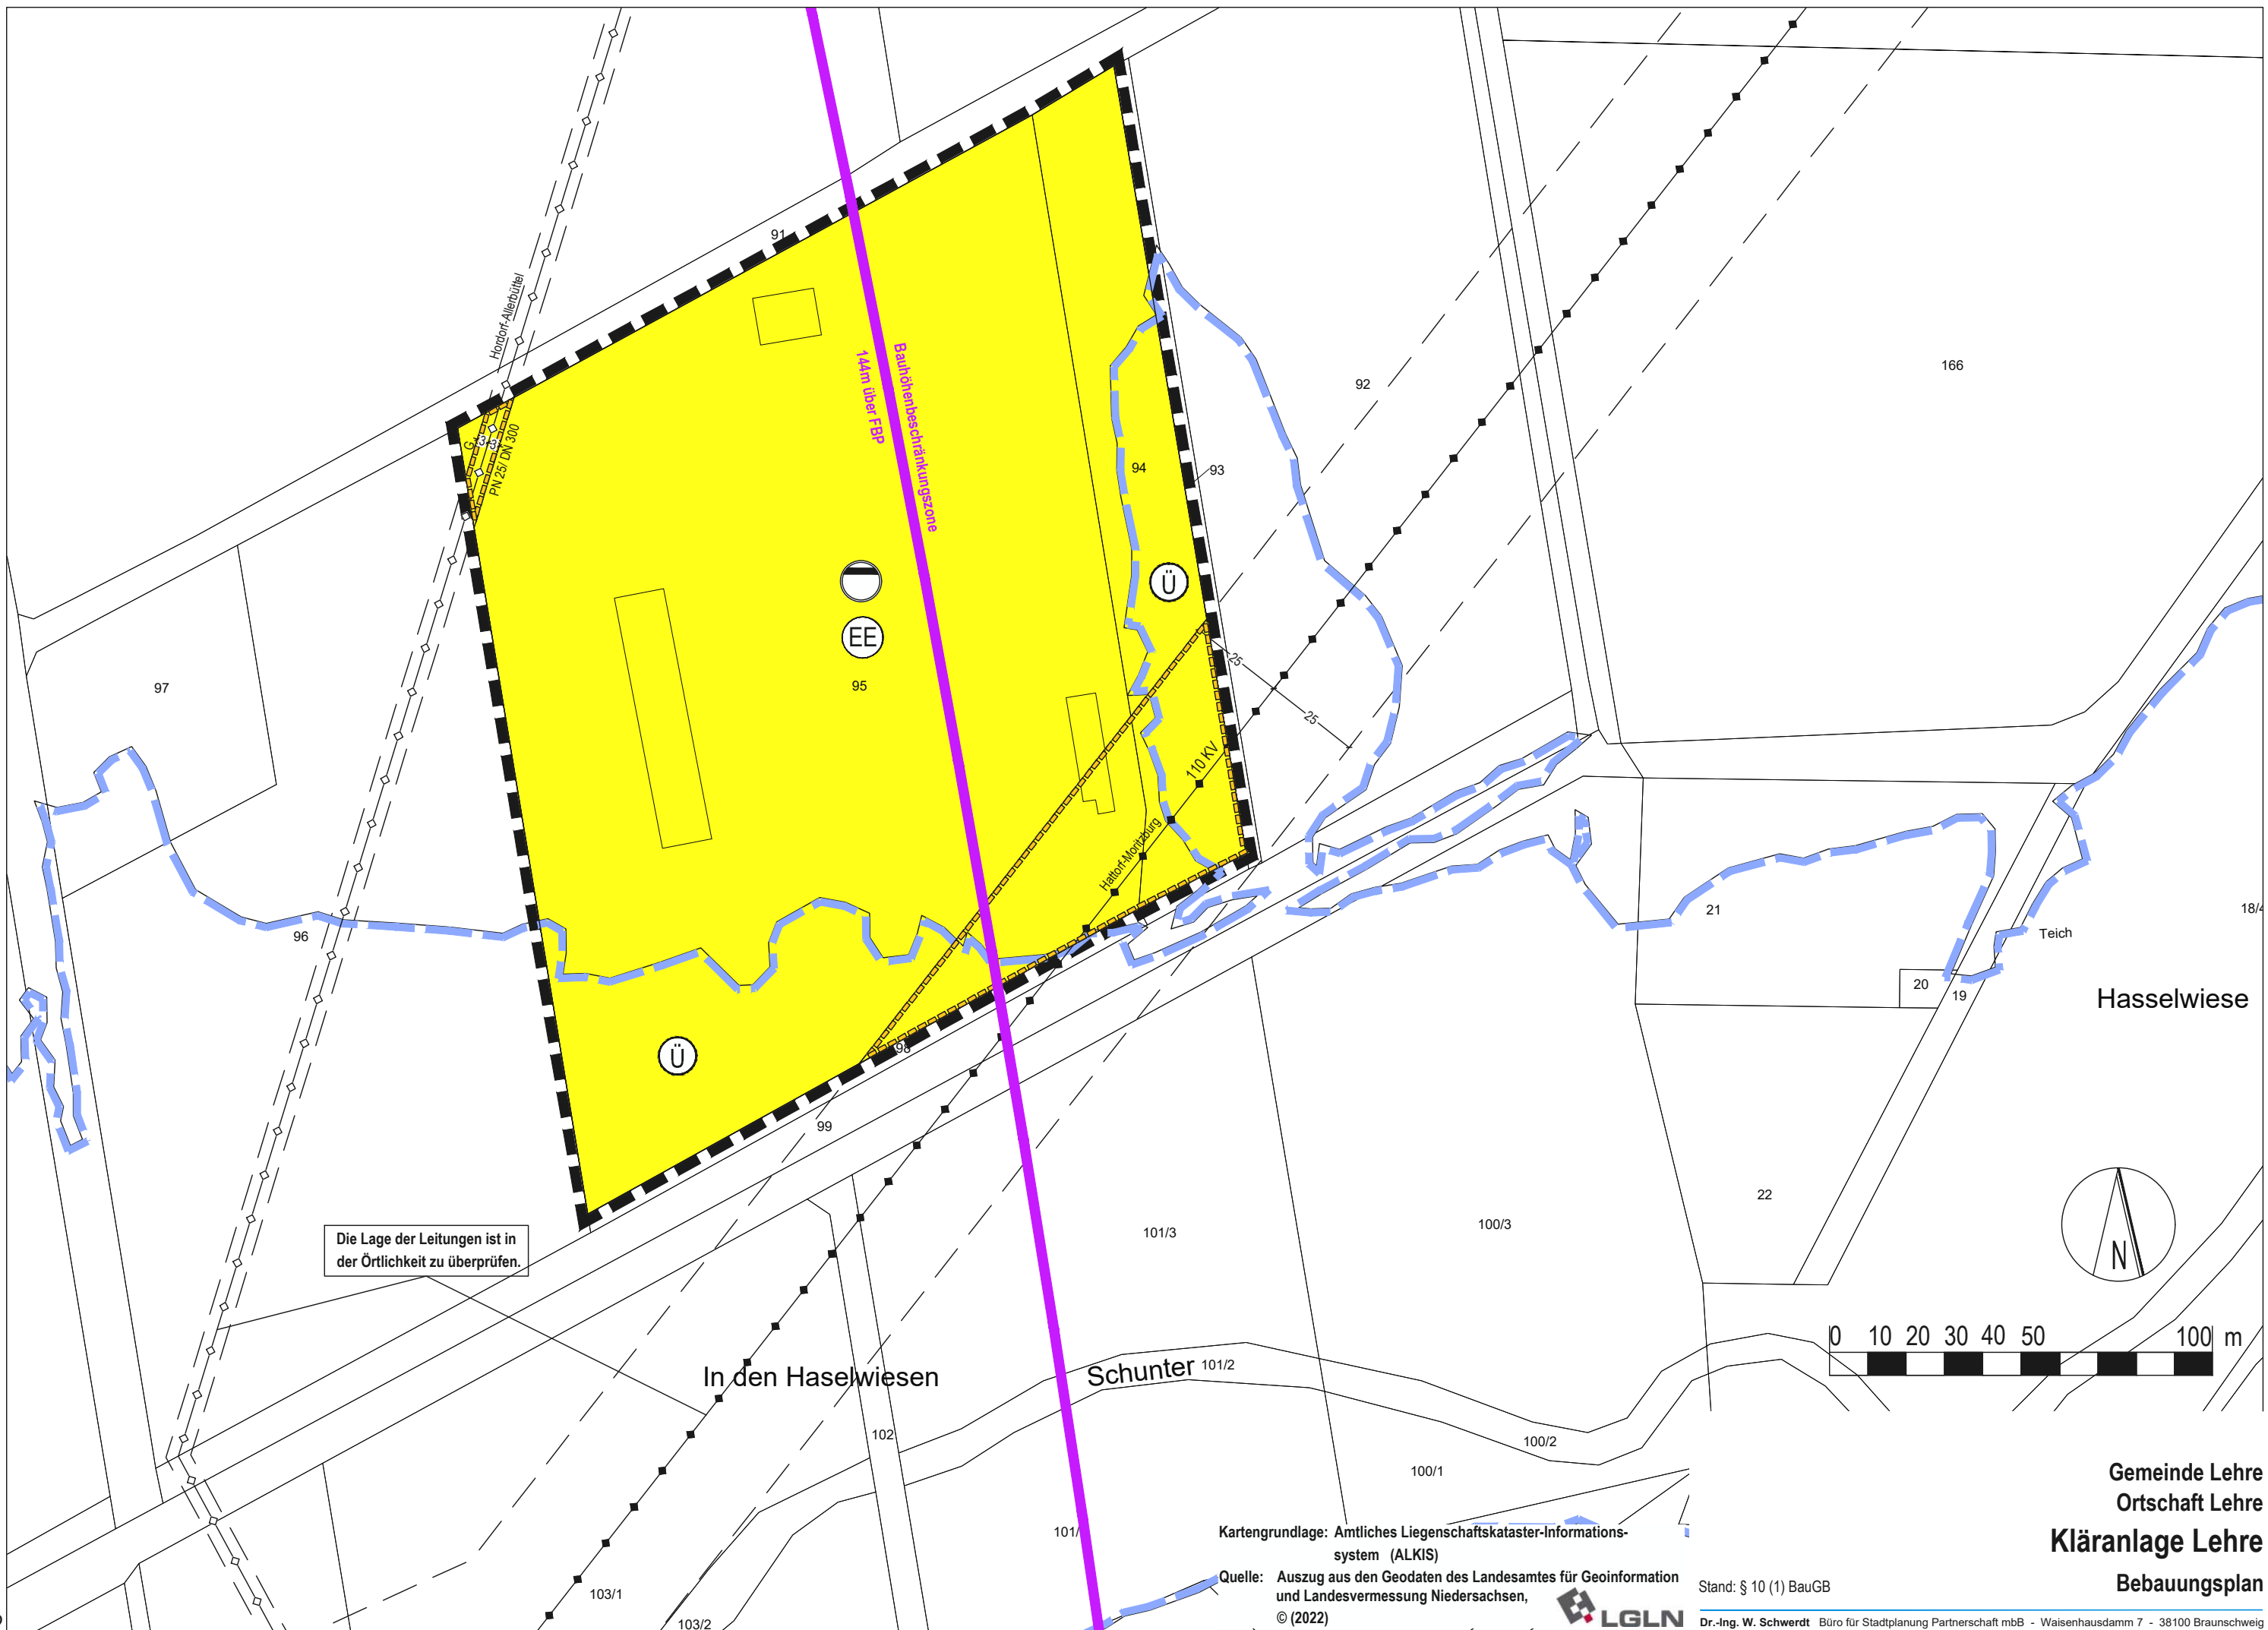 Hordorf-Allerbüttel
91
PN 25/ DN 300
144m über FBP
Bauhöhenbeschränkungszone
92
166
94
93
Ü
EE
95
97
25
25
110 KV
Hattorf-Moritzburg
96
21
18/4
Teich
20
19
Hasselwiese
98
Ü
99
22
101/3
100/3
N
Die Lage der Leitungen ist in
der Örtlichkeit zu überprüfen.
0 10 20 30 40 50 100 m
In den Haselwiesen
Schunter
101/2
102
100/2
100/1
101/
103/1
103/2
Kartengrundlage: Amtliches Liegenschaftskataster-Informations-
system (ALKIS)
Quelle: Auszug aus den Geodaten des Landesamtes für Geoinformation
und Landesvermessung Niedersachsen,
© (2022)
LGLN
Gemeinde Lehre
Ortschaft Lehre
Kläranlage Lehre
Bebauungsplan
Stand: § 10 (1) BauGB
Dr.-Ing. W. Schwerdt Büro für Stadtplanung Partnerschaft mbB - Waisenhausdamm 7 - 38100 Braunschweig